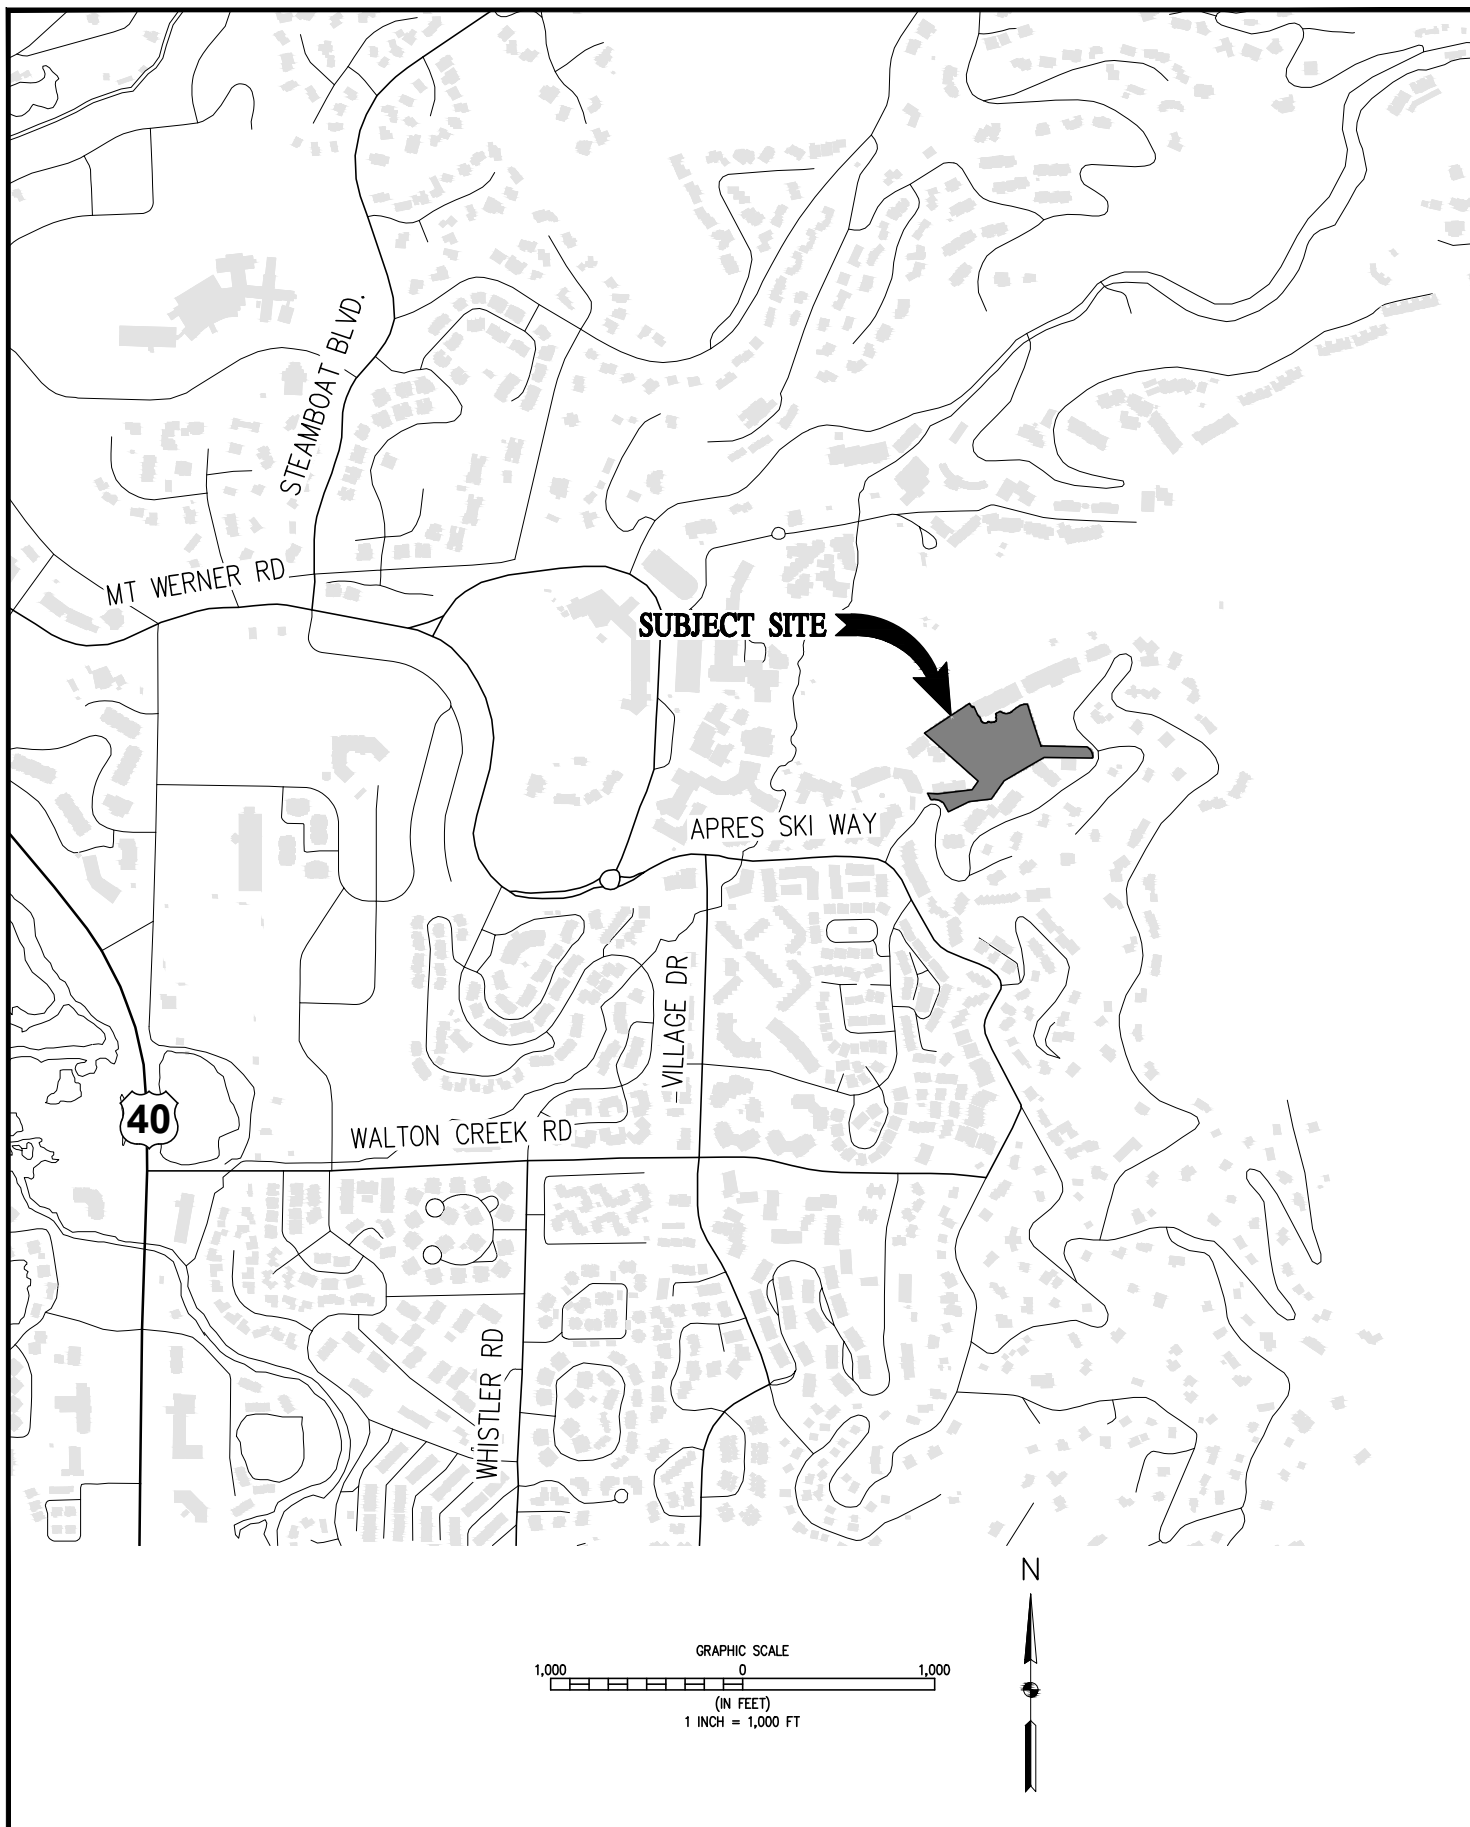 STEAMBOAT BLVD.
MT WERNER RD
SUBJECT SITE
APRES SKI WAY
VILLAGE DR
40
WALTON CREEK RD
WHISTLER RD
N
GRAPHIC SCALE
1,000 0 1,000
(IN FEET)
1 INCH = 1,000 FT